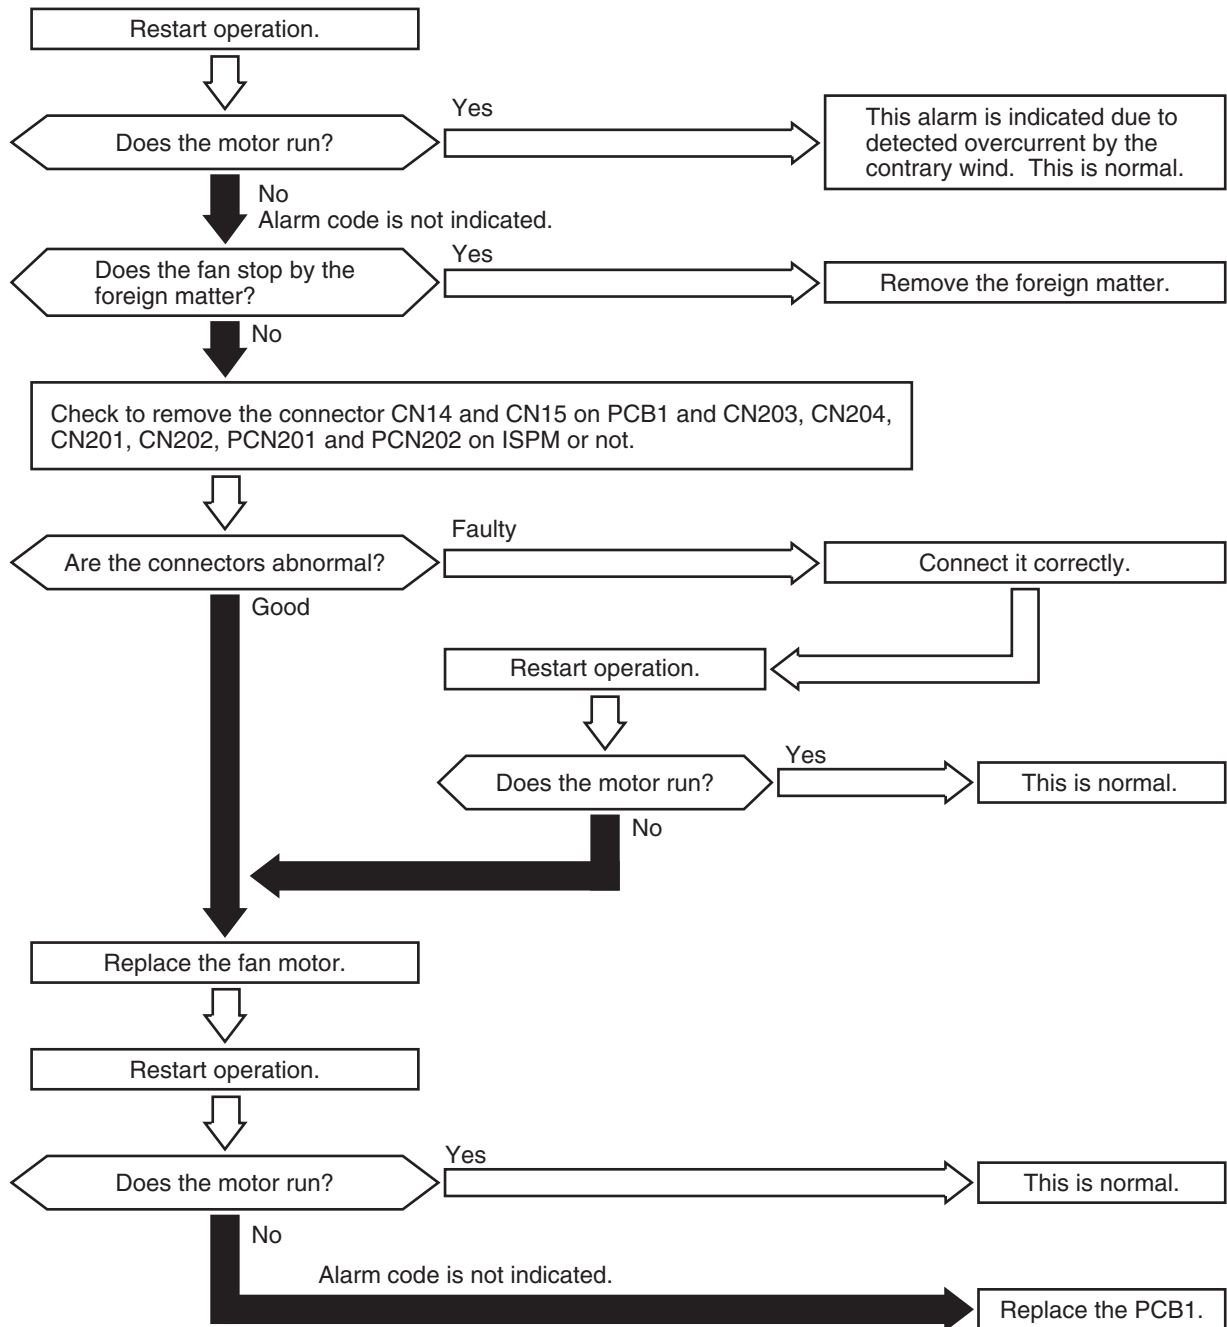 Restart operation.
Yes
Does the motor run?
This alarm is indicated due to
detected overcurrent by the
contrary wind.  This is normal.
No
Alarm code is not indicated.
Yes
Does the fan stop by the
foreign matter?
Remove the foreign matter.
No
Check to remove the connector CN14 and CN15 on PCB1 and CN203, CN204,
CN201, CN202, PCN201 and PCN202 on ISPM or not.
Faulty
Are the connectors abnormal?
Connect it correctly.
Good
Restart operation.
Yes
Does the motor run?
This is normal.
No
Replace the fan motor.
Restart operation.
Yes
Does the motor run?
This is normal.
No
Alarm code is not indicated.
Replace the PCB1.